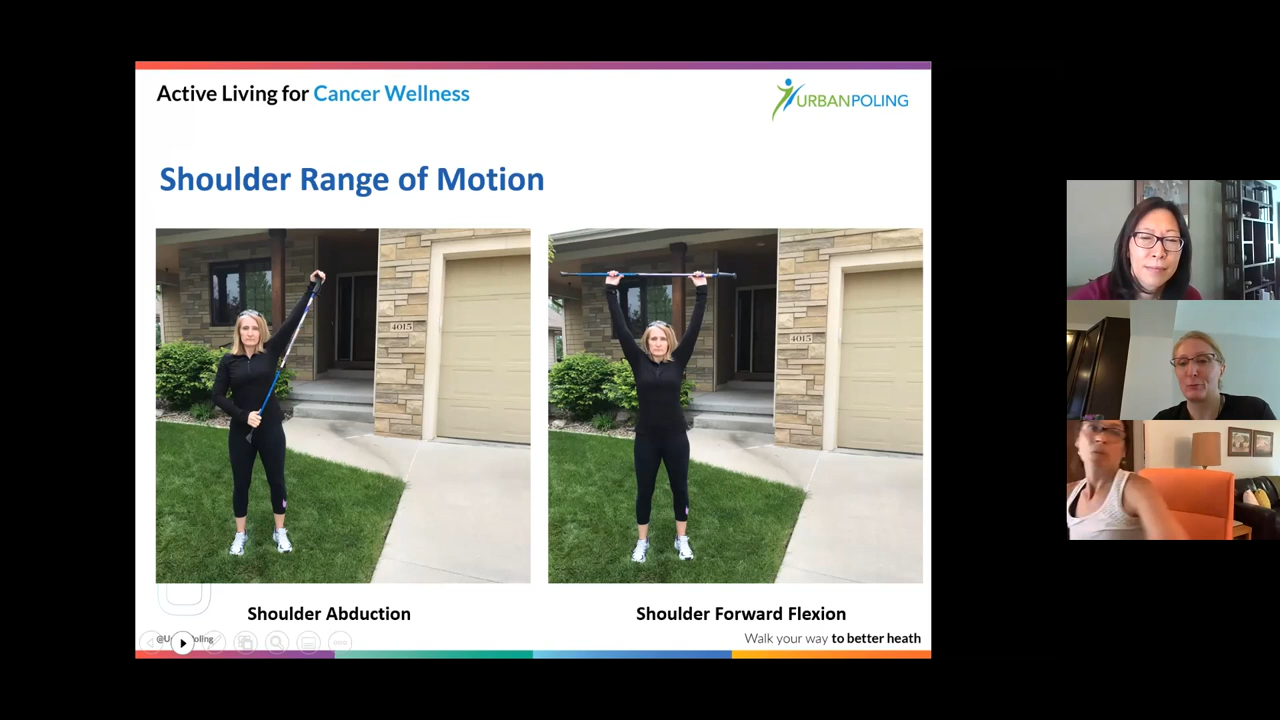 Active Living for Cancer Wellness
URBANPOLING
Shoulder Range of Motion
4015
4015
Shoulder Abduction
Shoulder Forward Flexion
Walk your way to better heath